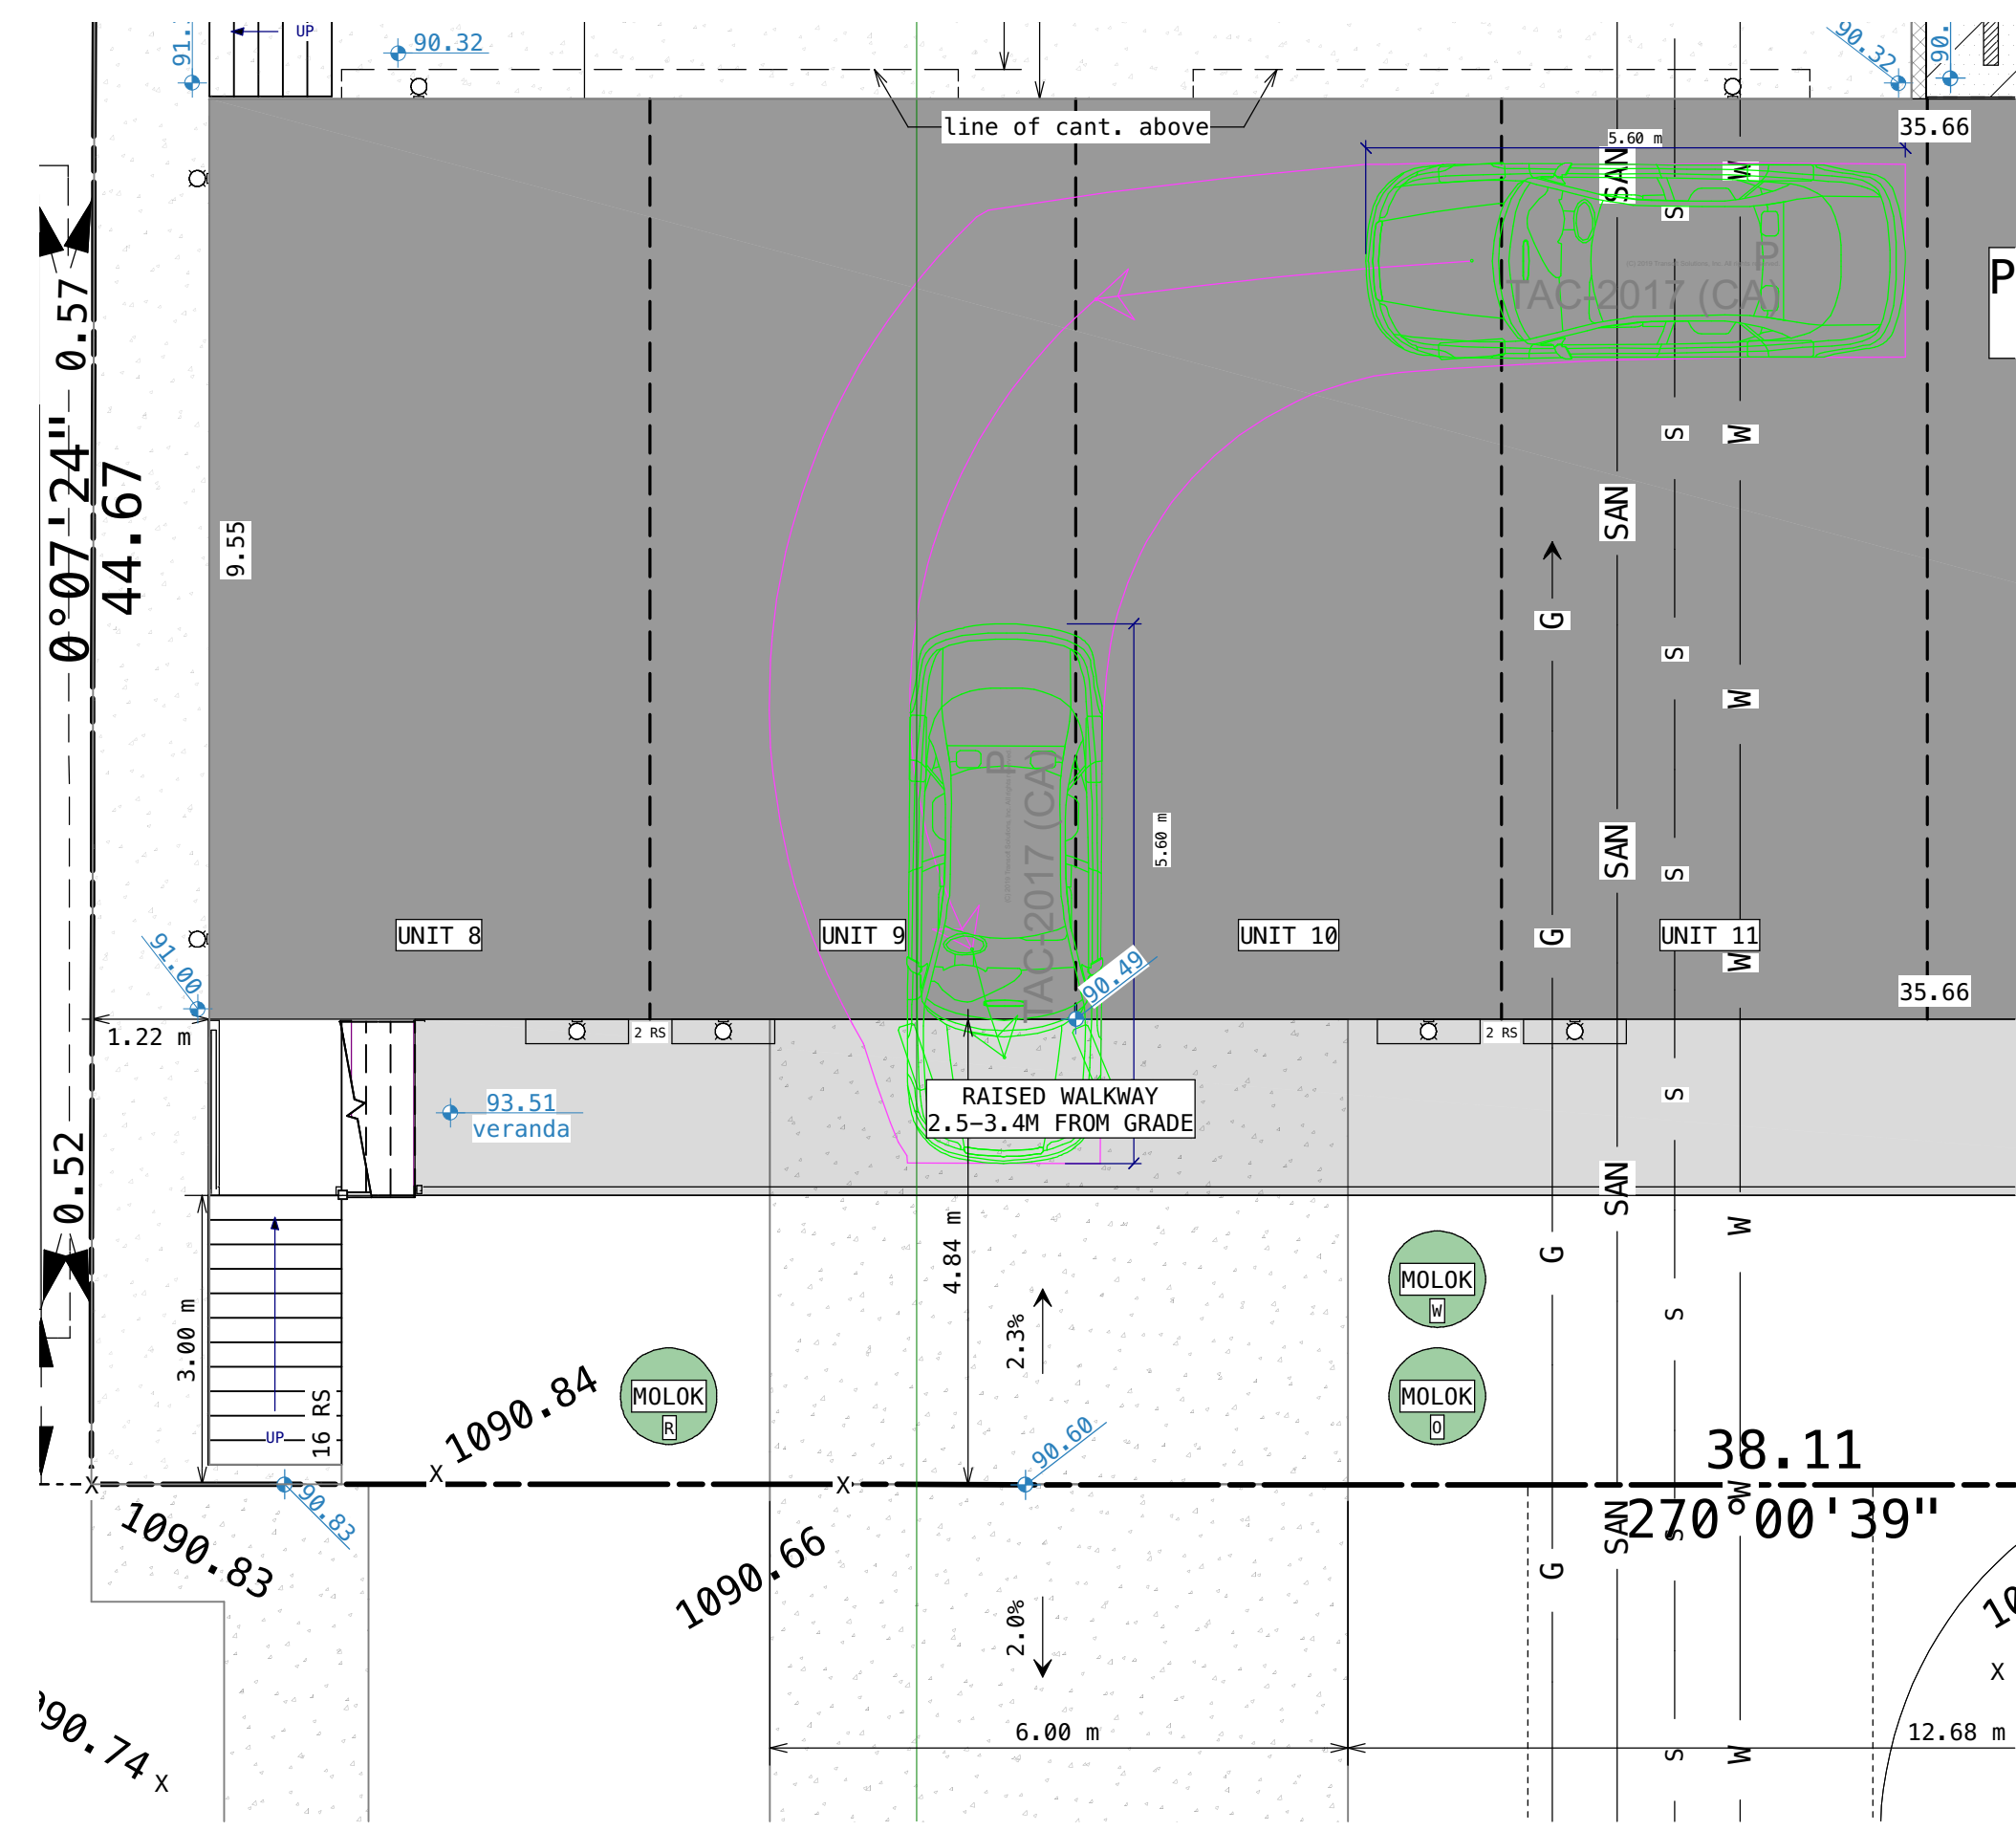 UP
91.
90.32
90.32
90.
line of cant. above
35.66
5.60 m
SAN
W
S
P
TAC-2017 (CA)
P
0.57
0°07'24"
44.67
9.55
S
W
SAN
G
S
W
5.60 m
SAN
S
P
TAC-2017 (CA)
UNIT 8
UNIT 9
UNIT 10
G
UNIT 11
W
91.00
90.49
35.66
1.22 m
2 RS
2 RS
93.51
veranda
RAISED WALKWAY
2.5-3.4M FROM GRADE
S
0.52
SAN
W
4.84 m
G
MOLOK
W
S
3.00 m
2.3%
MOLOK
R
MOLOK
O
16 RS
UP
1090.84
90.60
38.11
X
X
X
W
90.83
270°00'39"
SAN
S
1090.83
1090.66
G
2.0%
10
X
90.74
X
6.00 m
12.68 m
S
W